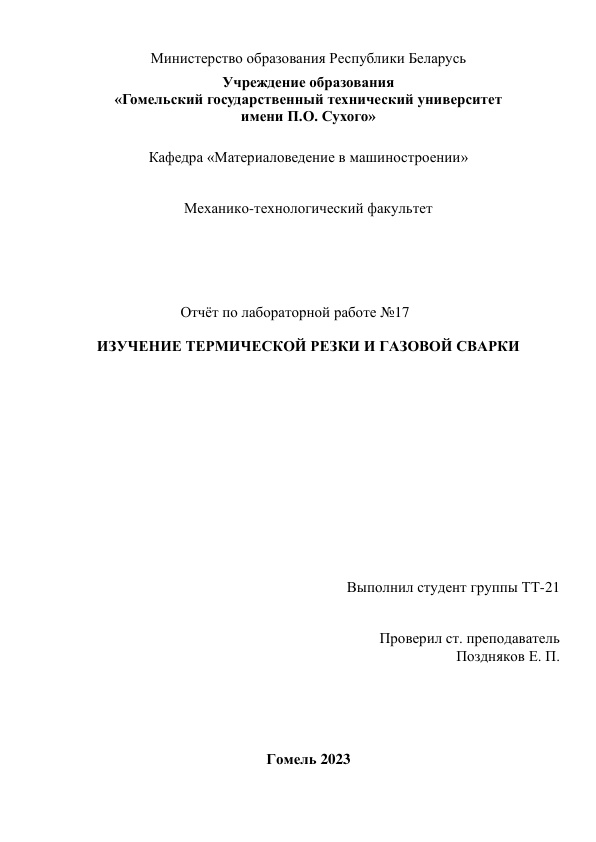 Министерство образования Республики Беларусь
Учреждение образования
«Гомельский государственный технический университет
имени П.О. Сухого»
Кафедра «Материаловедение в машиностроении»
Механико-технологический факультет
Отчёт по лабораторной работе №17
ИЗУЧЕНИЕ ТЕРМИЧЕСКОЙ РЕЗКИ И ГАЗОВОЙ СВАРКИ
Выполнил студент группы ТТ-21
Проверил ст. преподаватель
Поздняков Е. П.
Гомель 2023